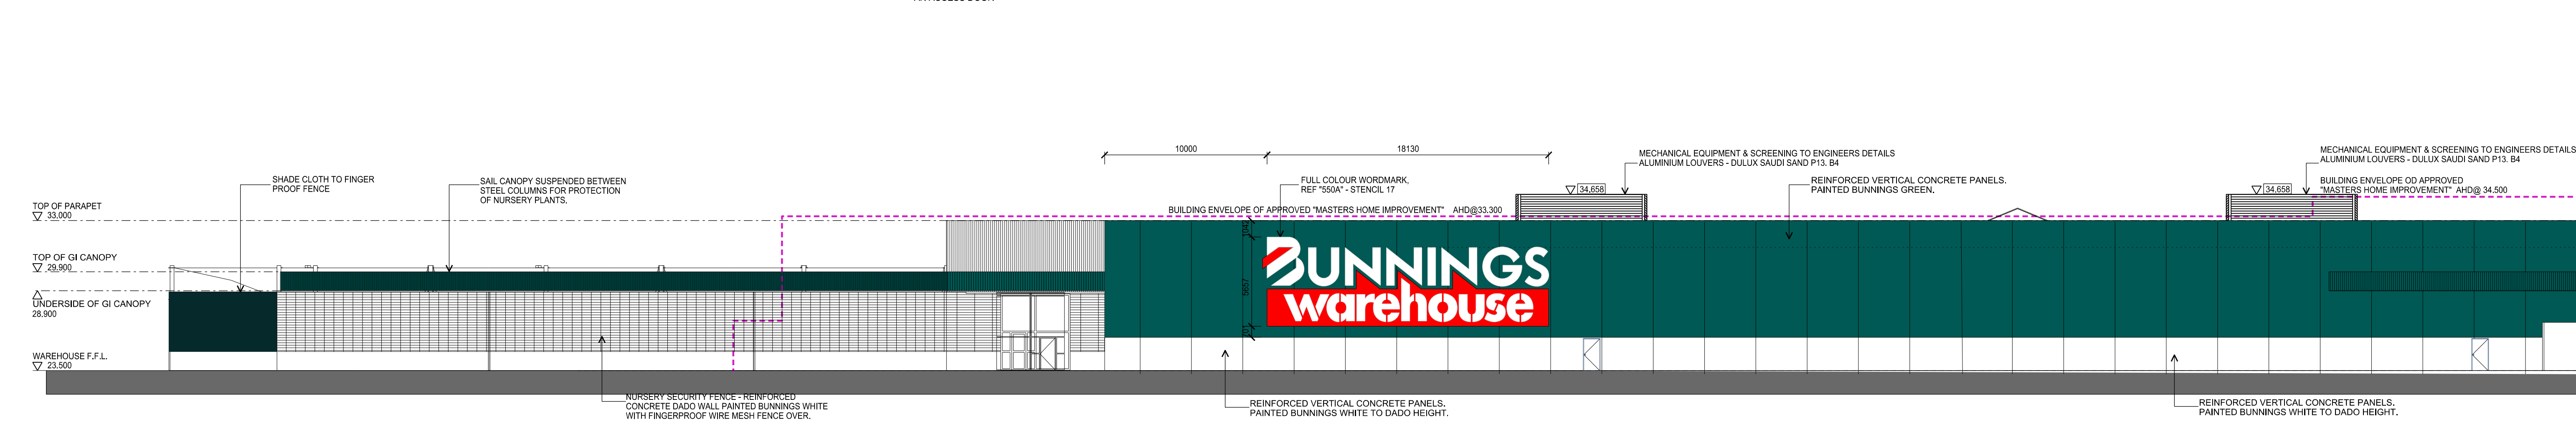 10000
18130
MECHANICAL EQUIPMENT & SCREENING TO ENGINEERS DETAILS
ALUMINIUM LOUVERS - DULUX SAUDI SAND P13. B4
MECHANICAL EQUIPMENT & SCREENING TO ENGINEERS DETAILS
ALUMINIUM LOUVERS - DULUX SAUDI SAND P13. B4
SHADE CLOTH TO FINGER
PROOF FENCE
SAIL CANOPY SUSPENDED BETWEEN
STEEL COLUMNS FOR PROTECTION
OF NURSERY PLANTS.
FULL COLOUR WORDMARK,
REF "550A" - STENCIL 17
34,658
REINFORCED VERTICAL CONCRETE PANELS.
PAINTED BUNNINGS GREEN.
34,658
BUILDING ENVELOPE OD APPROVED
"MASTERS HOME IMPROVEMENT" AHD@ 34.500
TOP OF PARAPET
33,000
BUILDING ENVELOPE OF APPROVED "MASTERS HOME IMPROVEMENT" AHD@33,300
TOP OF GI CANOPY
29.900
UNDERSIDE OF GI CANOPY
28.900
5657
BUNNINGS
warehouse
WAREHOUSE F.F.L.
23.500
NURSERY SECURITY FENCE - REINFORCED
CONCRETE DADO WALL PAINTED BUNNINGS WHITE
WITH FINGERPROOF WIRE MESH FENCE OVER.
REINFORCED VERTICAL CONCRETE PANELS.
PAINTED BUNNINGS WHITE TO DADO HEIGHT.
REINFORCED VERTICAL CONCRETE PANELS.
PAINTED BUNNINGS WHITE TO DADO HEIGHT.